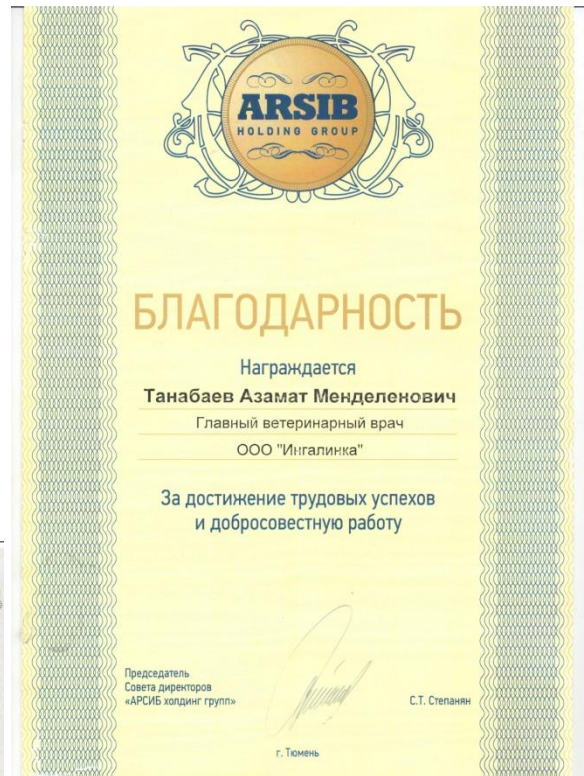 ARSIB
HOLDING GROUP
БЛАГОДАРНОСТЬ
Награждается
Танабаев Азамат Менделенович
Главный ветеринарный врач
ООО "Ингалинка"
За достижение трудовых успехов
и добросовестную работу
Председатель
Совета директоров
«АРСИБ холдинг групп»
С.Т. Степанян
г. Тюмень